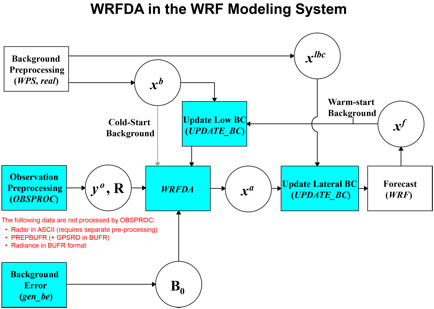 WRFDA in the WRF Modeling System
Background
Preprocessing
(WPS, real)
x^b
x^lbc
Cold-Start
Background
Update Low BC
(UPDATE_BC)
Warm-start
Background
x^f
Observation
Preprocessing
(OBSPROC)
y^o, R
WRFDA
x^a
Update Lateral BC
(UPDATE_BC)
Forecast
(WRF)
The following data are not processed by OBSPROC:
• Radar in ASCII (requires separate pre-processing)
• PREPBUFR (+ GPSRO in BUFR)
• Radiance in BUFR format
Background
Error
(gen_be)
B₀